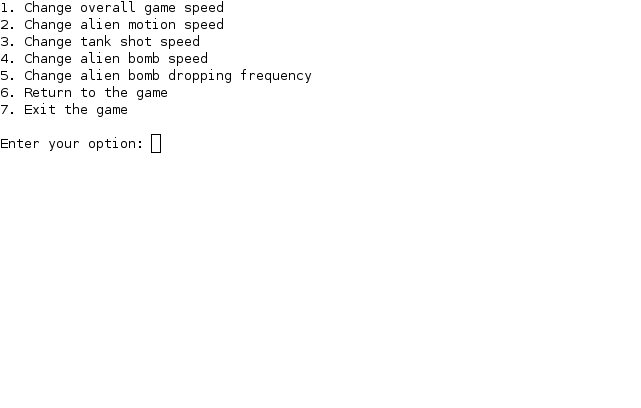 1. Change overall game speed
2. Change alien motion speed
3. Change tank shot speed
4. Change alien bomb speed
5. Change alien bomb dropping frequency
6. Return to the game
7. Exit the game
Enter your option: